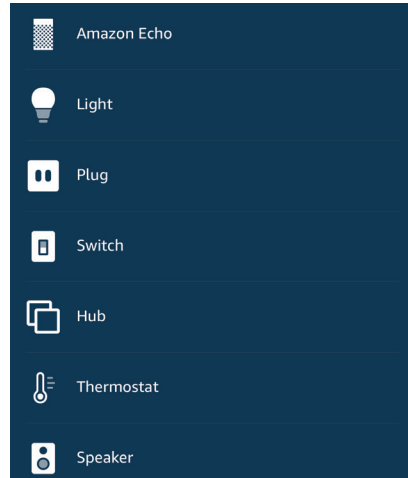 Amazon Echo
Light
Plug
Switch
Hub
Thermostat
Speaker